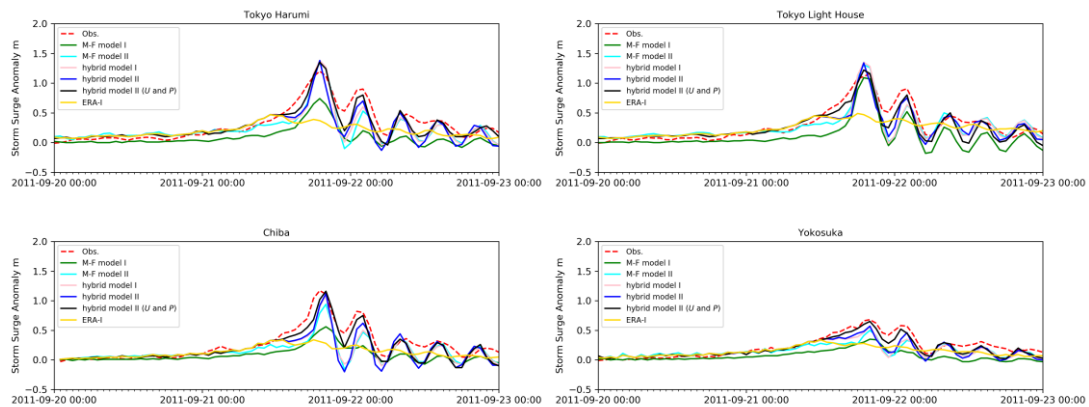 Tokyo Harumi
Storm Surge Anomaly m
2.0
1.5
1.0
0.5
0.0
−0.5
Obs.
M-F model I
M-F model II
hybrid model I
hybrid model II
hybrid model II (U and P)
ERA-I
2011-09-20 00:00 2011-09-21 00:00 2011-09-22 00:00 2011-09-23 00:00
Tokyo Light House
Storm Surge Anomaly m
2.0
1.5
1.0
0.5
0.0
−0.5
Obs.
M-F model I
M-F model II
hybrid model I
hybrid model II
hybrid model II (U and P)
ERA-I
2011-09-20 00:00 2011-09-21 00:00 2011-09-22 00:00 2011-09-23 00:00
Chiba
Storm Surge Anomaly m
2.0
1.5
1.0
0.5
0.0
−0.5
Obs.
M-F model I
M-F model II
hybrid model I
hybrid model II
hybrid model II (U and P)
ERA-I
2011-09-20 00:00 2011-09-21 00:00 2011-09-22 00:00 2011-09-23 00:00
Yokosuka
Storm Surge Anomaly m
2.0
1.5
1.0
0.5
0.0
−0.5
Obs.
M-F model I
M-F model II
hybrid model I
hybrid model II
hybrid model II (U and P)
ERA-I
2011-09-20 00:00 2011-09-21 00:00 2011-09-22 00:00 2011-09-23 00:00